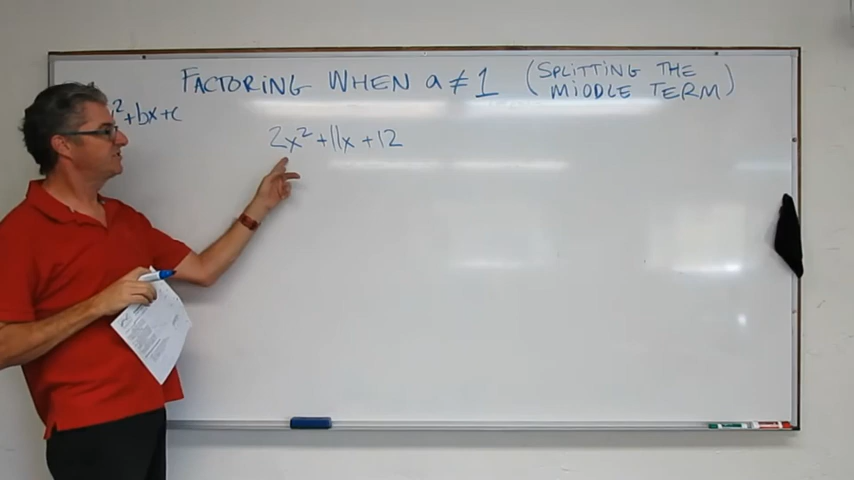 FACTORING WHEN a ≠ 1 (SPLITTING THE
MIDDLE TERM)
²+bx+c
2x²+11x+12